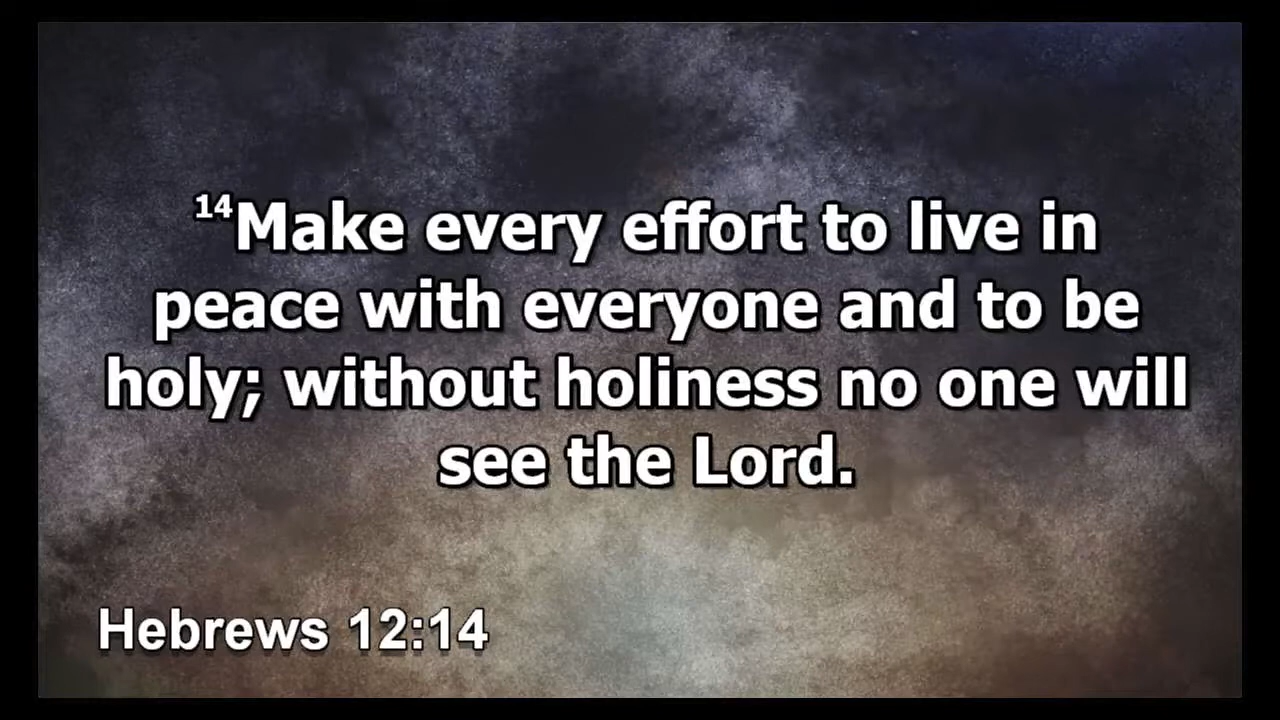 14Make every effort to live in
peace with everyone and to be
holy; without holiness no one will
see the Lord.
Hebrews 12:14